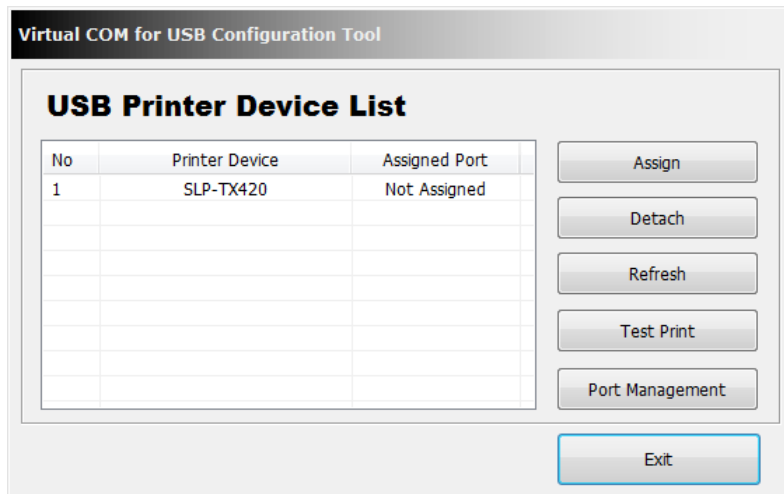 Virtual COM for USB Configuration Tool
USB Printer Device List
No Printer Device Assigned Port
1 SLP-TX420 Not Assigned
Assign
Detach
Refresh
Test Print
Port Management
Exit